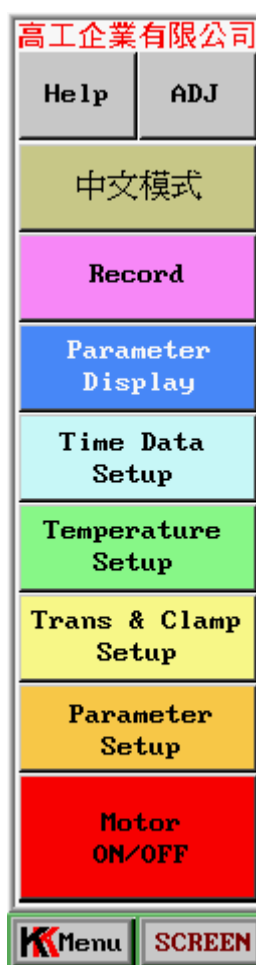 高工企業有限公司
Help ADJ
中文模式
Record
Parameter
Display
Time Data
Setup
Temperature
Setup
Trans & Clamp
Setup
Parameter
Setup
Motor
ON/OFF
KMenu SCREEN